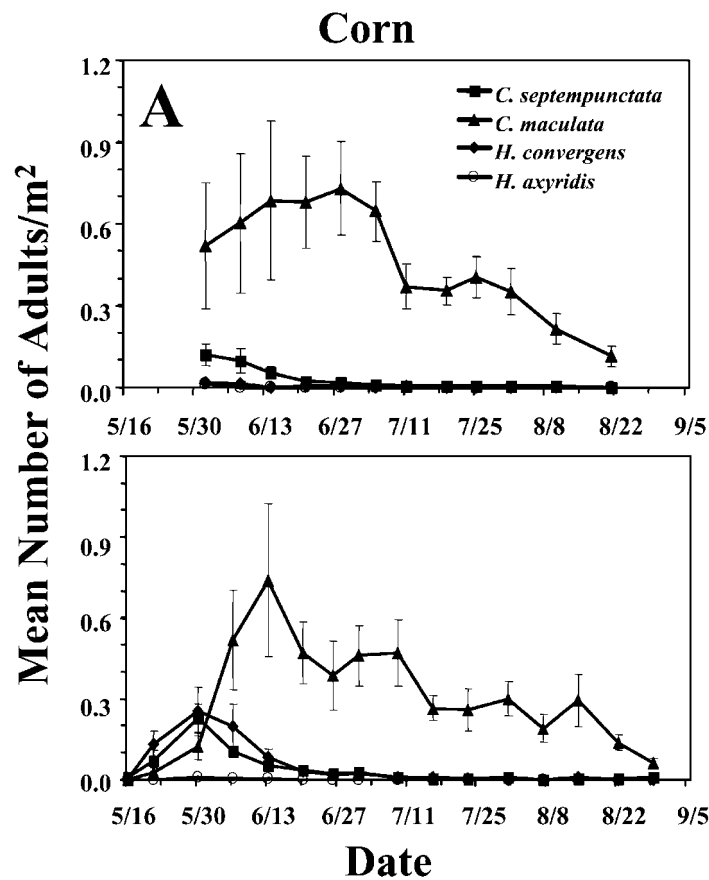 Corn
A
C. septempunctata
C. maculata
H. convergens
H. axyridis
1.2
0.9
0.6
0.3
0.0
5/16 5/30 6/13 6/27 7/11 7/25 8/8 8/22 9/5
Mean Number of Adults/m²
1.2
0.9
0.6
0.3
0.0
5/16 5/30 6/13 6/27 7/11 7/25 8/8 8/22 9/5
Date